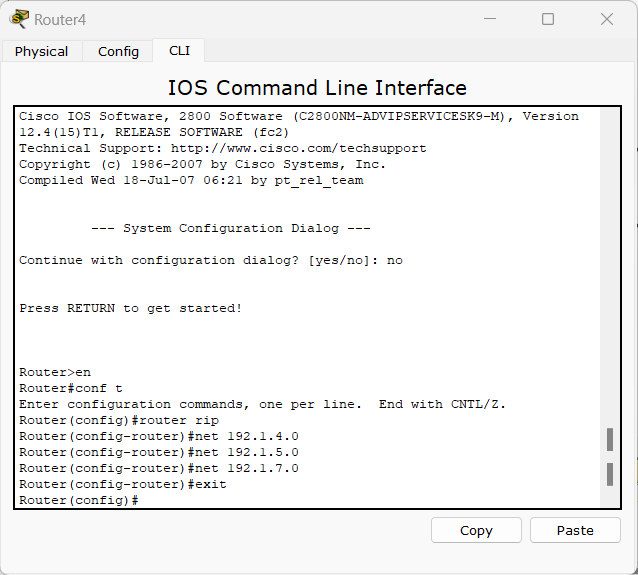 Router4
Physical Config CLI
IOS Command Line Interface
Cisco IOS Software, 2800 Software (C2800NM-ADVIPSERVICESK9-M), Version
12.4(15)T1, RELEASE SOFTWARE (fc2)
Technical Support: http://www.cisco.com/techsupport
Copyright (c) 1986-2007 by Cisco Systems, Inc.
Compiled Wed 18-Jul-07 06:21 by pt_rel_team
--- System Configuration Dialog ---
Continue with configuration dialog? [yes/no]: no
Press RETURN to get started!
Router>en
Router#conf t
Enter configuration commands, one per line.  End with CNTL/Z.
Router(config)#router rip
Router(config-router)#net 192.1.4.0
Router(config-router)#net 192.1.5.0
Router(config-router)#net 192.1.7.0
Router(config-router)#exit
Router(config)#
Copy Paste